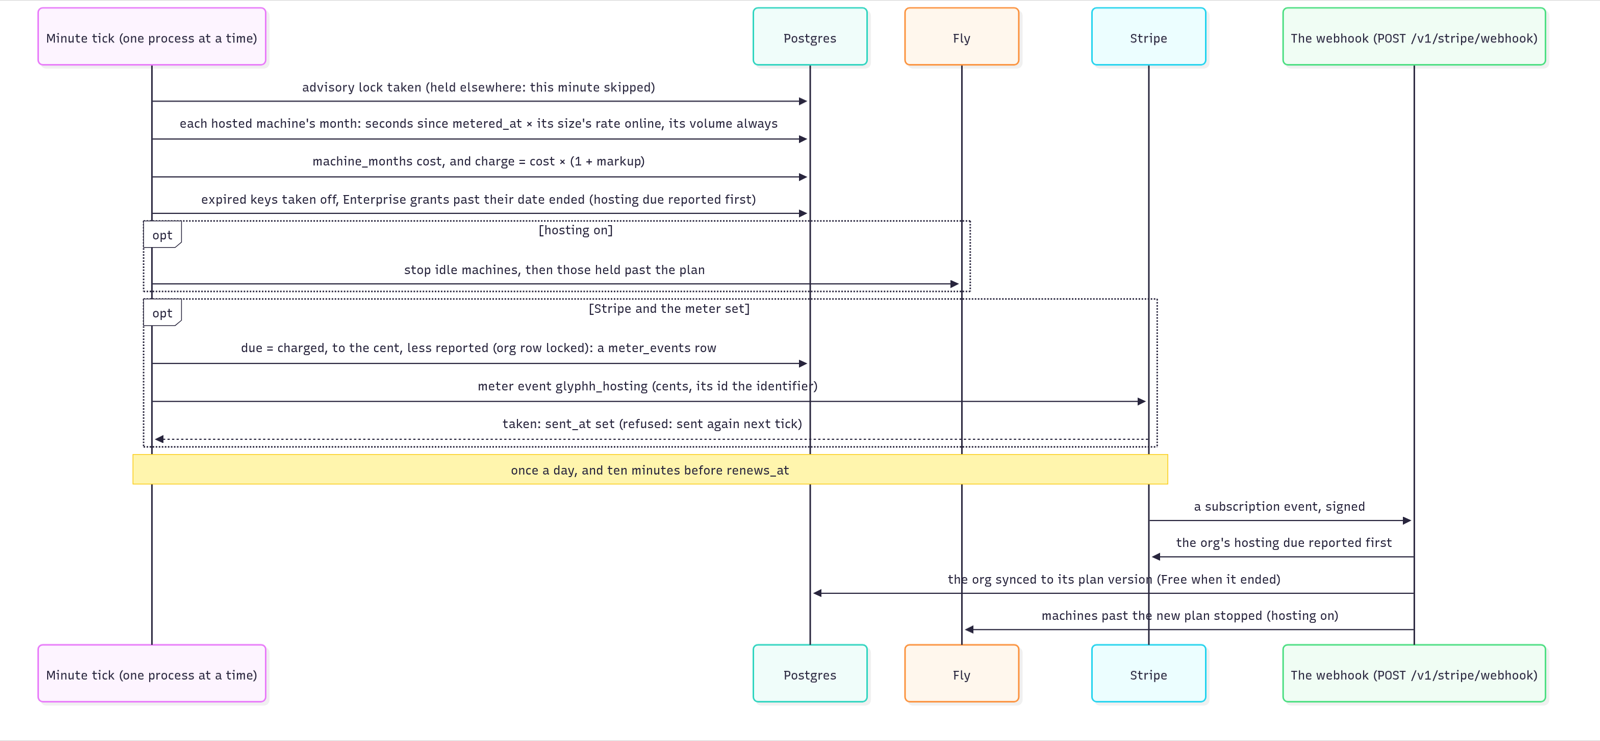 Minute tick (one process at a time)
Postgres
Fly
Stripe
The webhook (POST /v1/stripe/webhook)
advisory lock taken (held elsewhere: this minute skipped)
each hosted machine's month: seconds since metered_at × its size's rate online, its volume always
machine_months cost, and charge = cost × (1 + markup)
expired keys taken off, Enterprise grants past their date ended (hosting due reported first)
opt
[hosting on]
stop idle machines, then those held past the plan
opt
[Stripe and the meter set]
due = charged, to the cent, less reported (org row locked): a meter_events row
meter event glyphh_hosting (cents, its id the identifier)
taken: sent_at set (refused: sent again next tick)
once a day, and ten minutes before renews_at
a subscription event, signed
the org's hosting due reported first
the org synced to its plan version (Free when it ended)
machines past the new plan stopped (hosting on)
Minute tick (one process at a time)
Postgres
Fly
Stripe
The webhook (POST /v1/stripe/webhook)